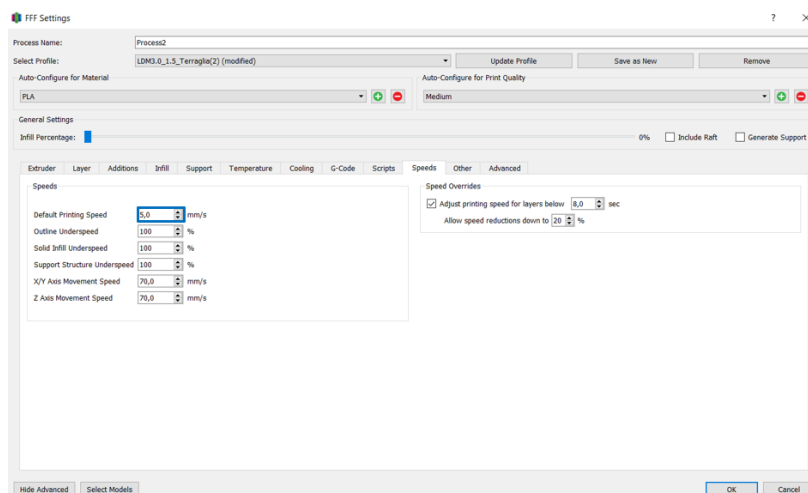 FFF Settings ?
Process Name: Process2
Select Profile: LDM3.0_1.5_Terraglia(2) (modified) Update Profile Save as New Remove
Auto-Configure for Material Auto-Configure for Print Quality
PLA Medium
General Settings
Infill Percentage: 0% Include Raft Generate Support
Extruder Layer Additions Infill Support Temperature Cooling G-Code Scripts Speeds Other Advanced
Speeds Speed Overrides
Adjust printing speed for layers below 8,0 sec
Default Printing Speed 5,0 mm/s
Allow speed reductions down to 20 %
Outline Underspeed 100 %
Solid Infill Underspeed 100 %
Support Structure Underspeed 100 %
X/Y Axis Movement Speed 70,0 mm/s
Z Axis Movement Speed 70,0 mm/s
Hide Advanced Select Models OK Cancel